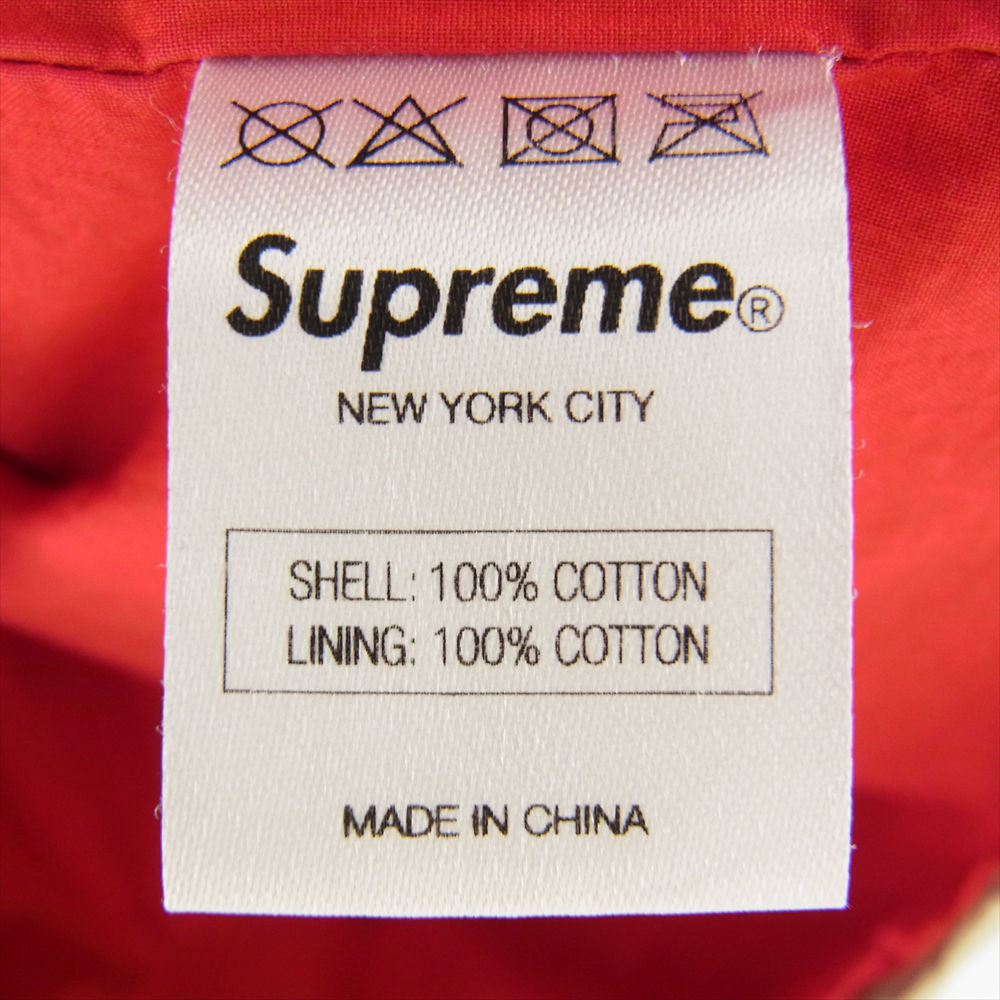 Supreme®
NEW YORK CITY
SHELL: 100% COTTON
LINING: 100% COTTON
MADE IN CHINA